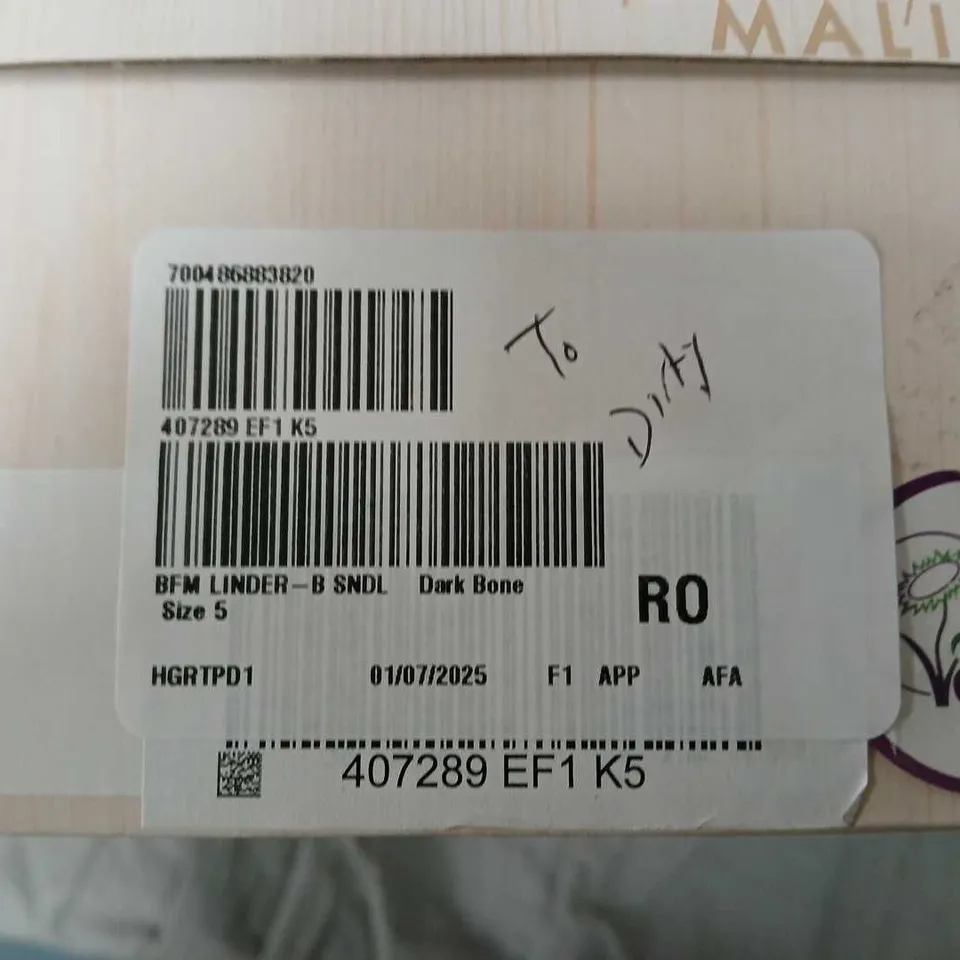 MAL'I
700486883820
To
Dirty
407289 EF1 K5
BFM LINDER-B SNDL Dark Bone
Size 5
RO
HGRTPD1 01/07/2025 F1 APP AFA
407289 EF1 K5